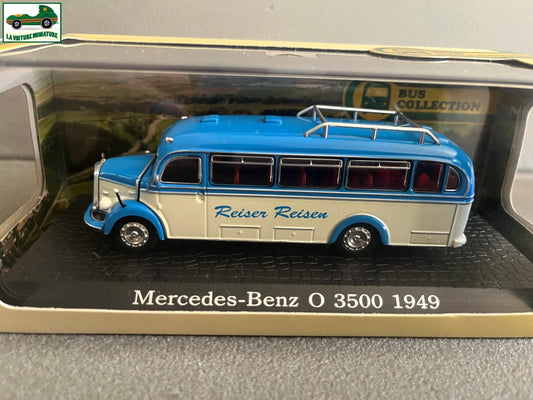 LA VOITURE MINIATURE
BUS
COLLECTION
Reiser Reisen
Mercedes-Benz O 3500 1949